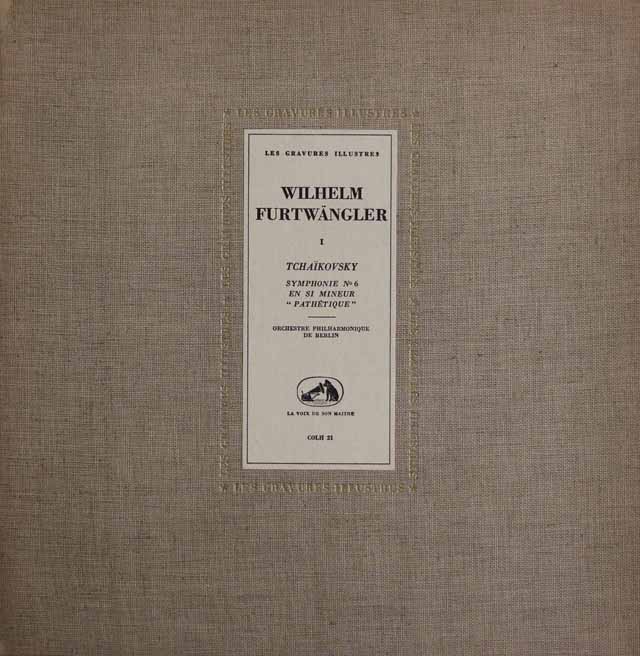 ★ LES GRAVURES ILLUSTRES ★
LES GRAVURES ILLUSTRES
WILHELM
FURTWÄNGLER
I
TCHAÏKOVSKY
SYMPHONIE No 6
EN SI MINEUR
“ PATHÉTIQUE ”
ORCHESTRE PHILHARMONIQUE
DE BERLIN
LA VOIX DE SON MAITRE
COLH 21
★ LES GRAVURES ILLUSTRES ★